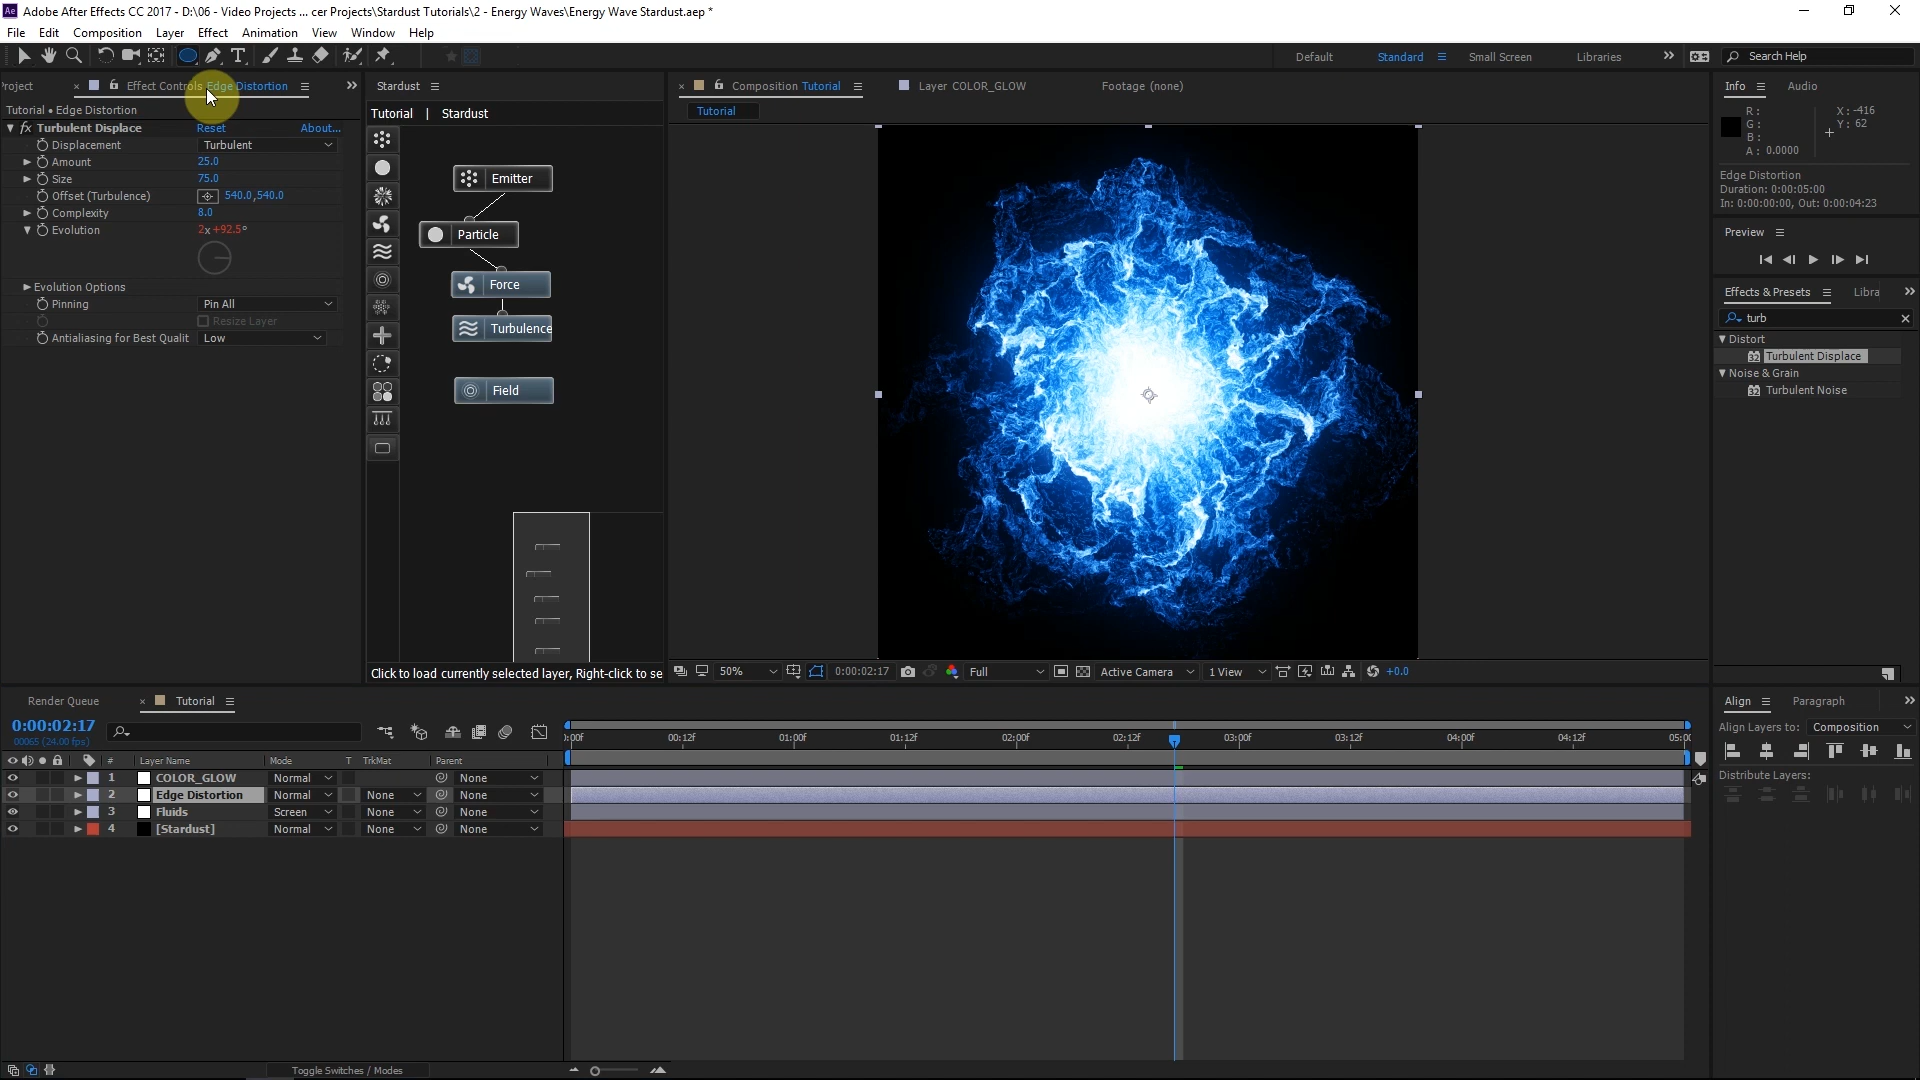 Adobe After Effects CC 2017 - D:\06 - Video Projects ... cer Projects\Stardust Tutorials\2 - Energy Waves\Energy Wave Stardust.aep *
File Edit Composition Layer Effect Animation View Window Help
Default Standard Small Screen Libraries Search Help
Project Effect Controls Edge Distortion
Tutorial • Edge Distortion
fx Turbulent Displace Reset About...
Displacement Turbulent
Amount 25.0
Size 75.0
Offset (Turbulence) 540.0,540.0
Complexity 8.0
Evolution 2x+92.5°
Evolution Options
Pinning Pin All
Resize Layer
Antialiasing for Best Qualit Low
Stardust
Tutorial | Stardust
Emitter
Particle
Force
Turbulence
Field
Click to load currently selected layer, Right-click to se
Composition Tutorial Layer COLOR_GLOW Footage (none)
Tutorial
50% 0:00:02:17 Full Active Camera 1 View +0.0
Info Audio
R:
G:
B:
A: 0.0000
X: -416
Y: 62
Edge Distortion
Duration: 0:00:05:00
In: 0:00:00:00, Out: 0:00:04:23
Preview
Effects & Presets Libra
turb
Distort
32 Turbulent Displace
Noise & Grain
32 Turbulent Noise
Render Queue Tutorial
0:00:02:17
00065 (24.00 fps)
# Layer Name Mode T TrkMat Parent
1 COLOR_GLOW Normal None
2 Edge Distortion Normal None None
3 Fluids Screen None None
4 [Stardust] Normal None None
):00f 00:12f 01:00f 01:12f 02:00f 02:12f 03:00f 03:12f 04:00f 04:12f 05:00
Toggle Switches / Modes
Align Paragraph
Align Layers to: Composition
Distribute Layers: